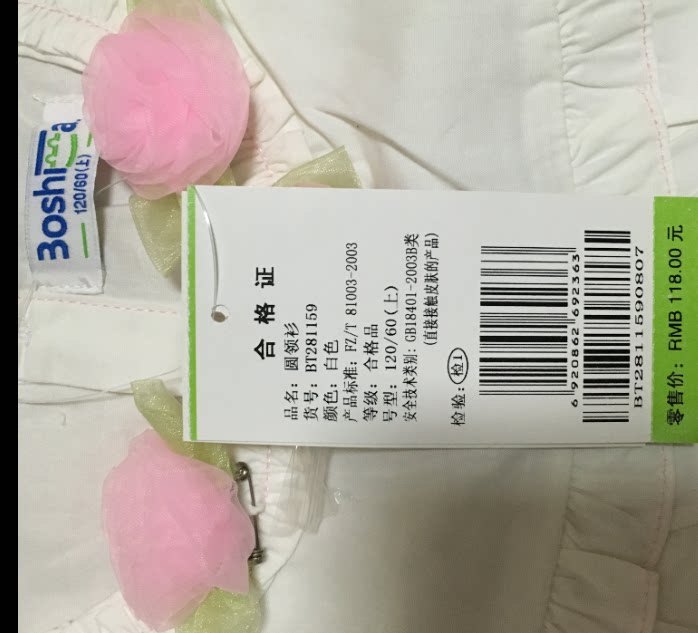 Boshi
120/60(上)
合格证
品名：圆领衫
货号：BT281159
颜色：白色
产品标准：FZ/T 81003-2003
等级：合格品
号型：120/60(上)
安全技术类别：GB18401-2003B类
(直接接触皮肤的产品)
检验：检1
6 920862 692363
BT2811590807
零售价：RMB 118.00 元